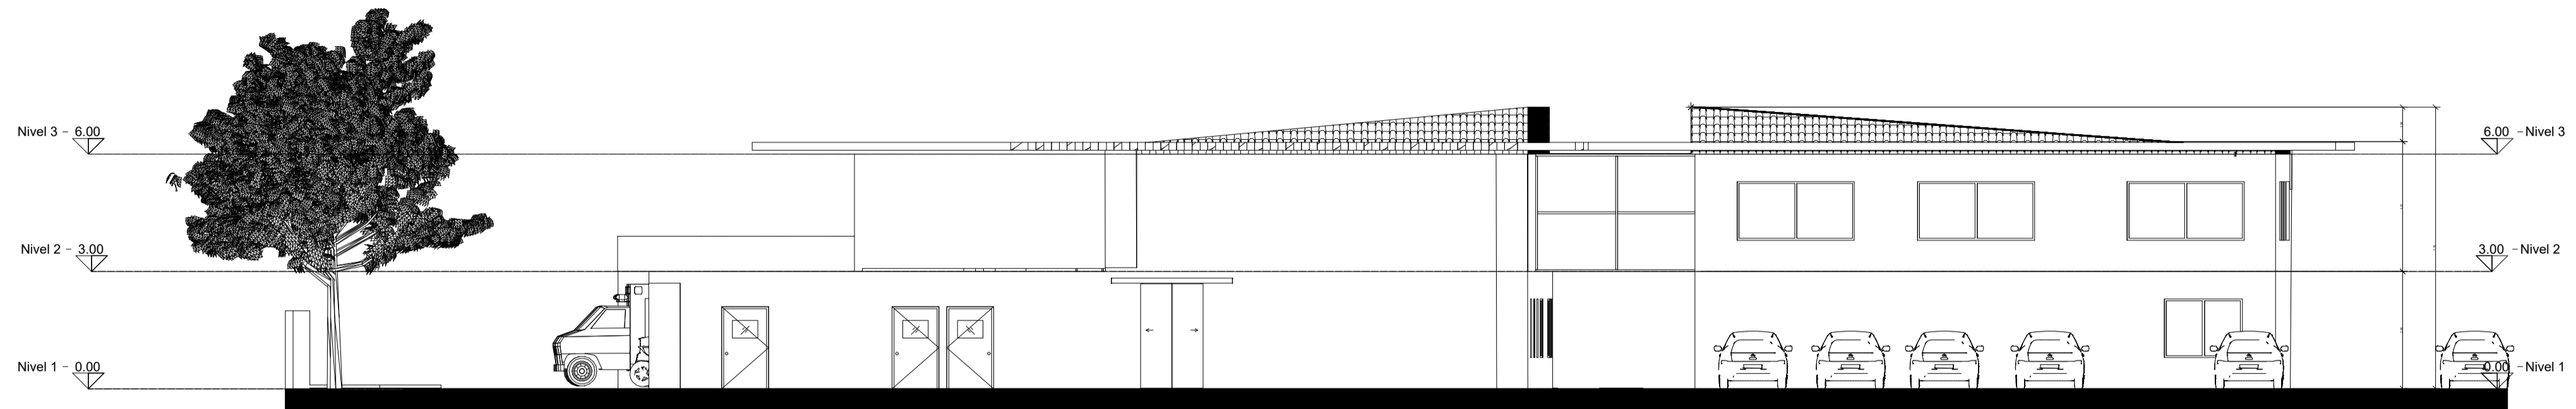 Nivel 3 - 6.00
6.00 - Nivel 3
Nivel 2 - 3.00
3.00 - Nivel 2
Nivel 1 - 0.00
0.00 - Nivel 1